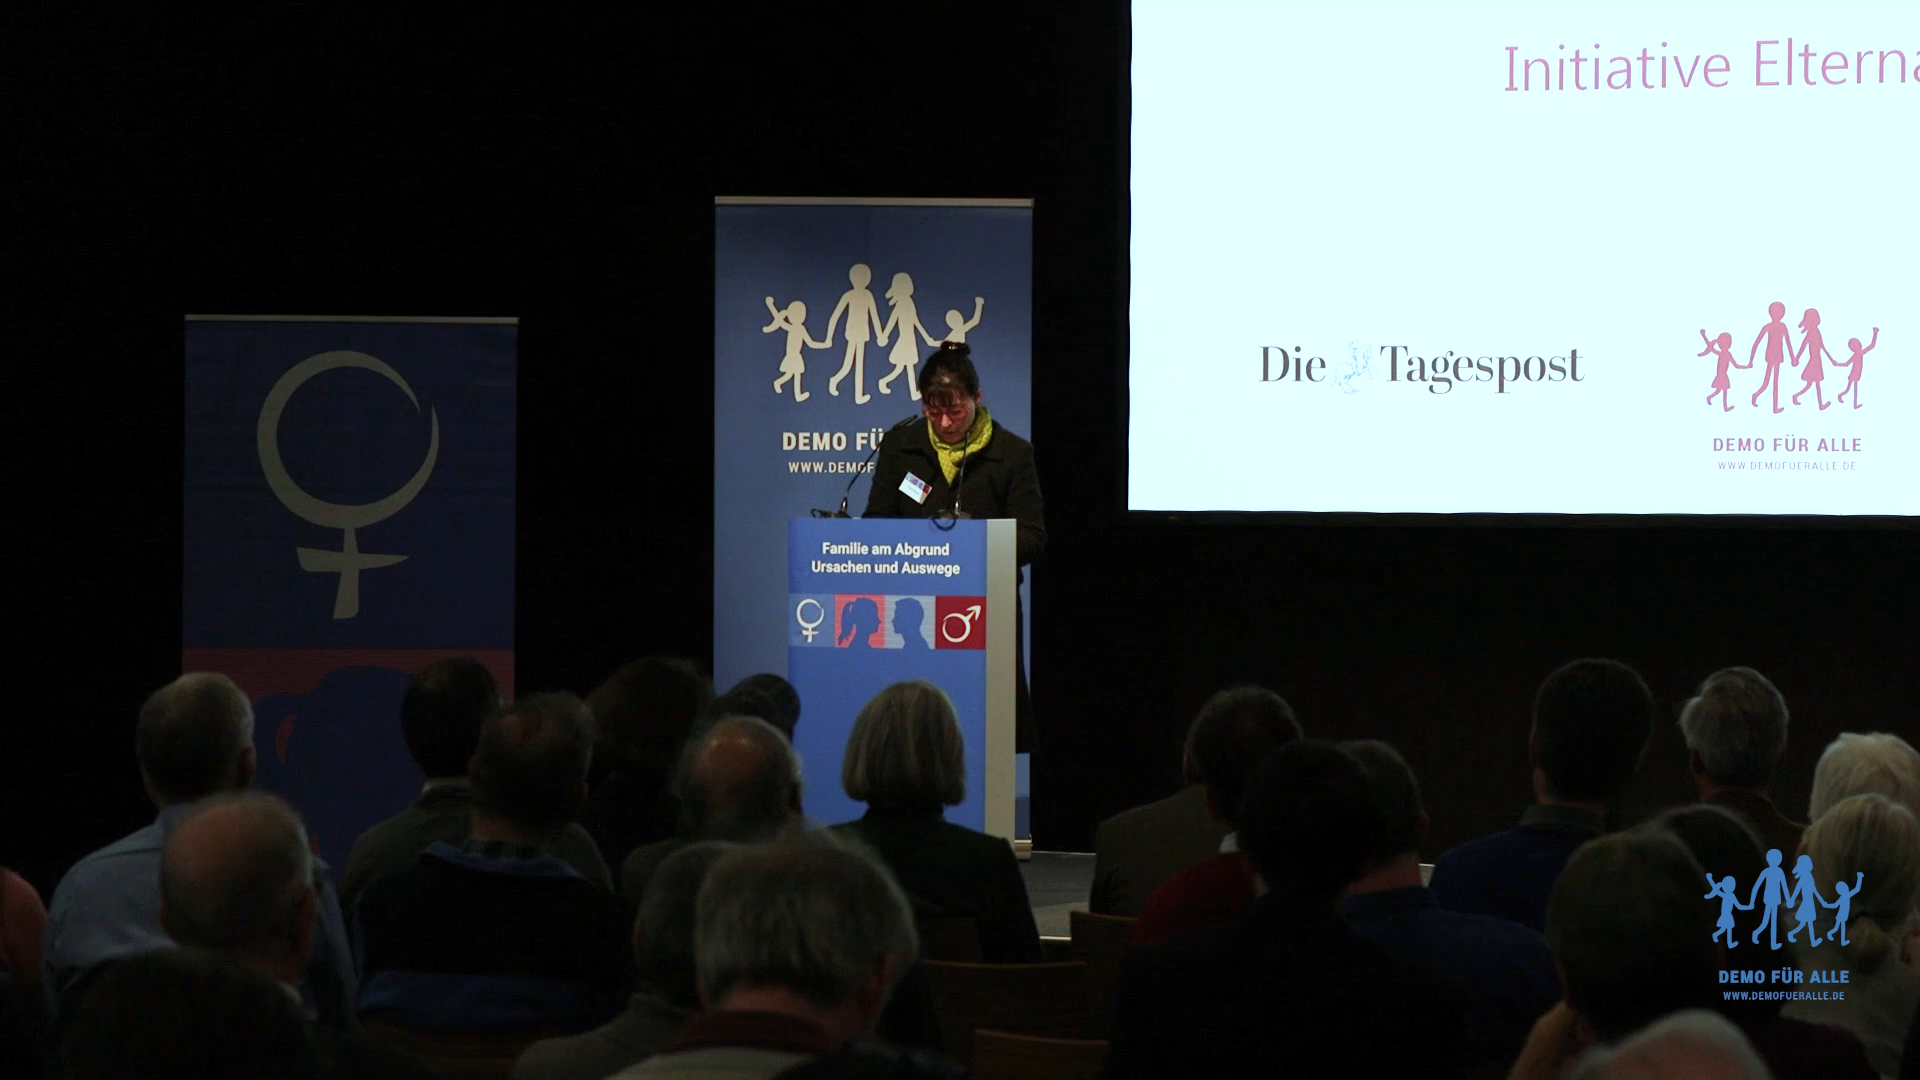 Initiative Elterna
Die Tagespost
DEMO FÜR ALLE
WWW.DEMOFUERALLE.DE
DEMO FÜ
WWW.DEMOF
Familie am Abgrund
Ursachen und Auswege
DEMO FÜR ALLE
WWW.DEMOFUERALLE.DE